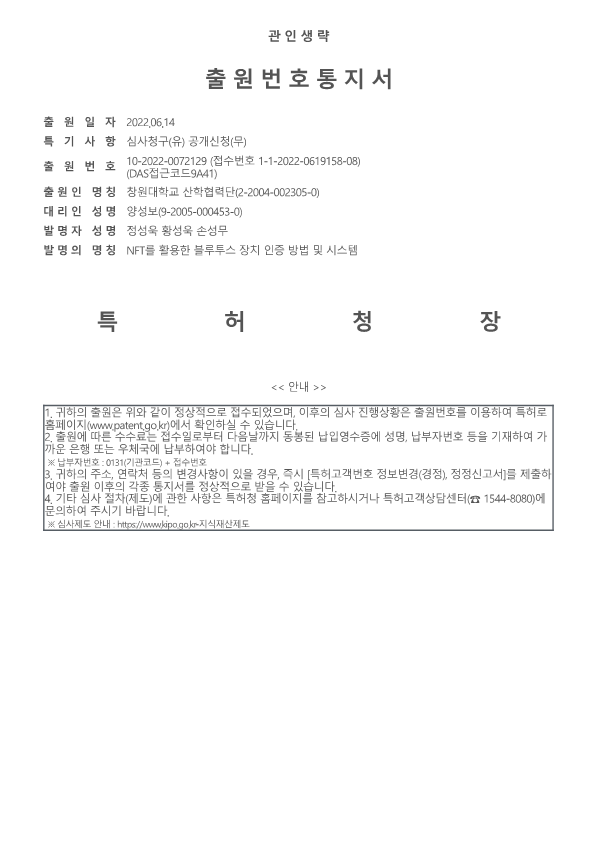 관 인 생 략
출 원 번 호 통 지 서
출 원 일 자 2022.06.14
특 기 사 항 심사청구(유) 공개신청(무)
출 원 번 호 10-2022-0072129 (접수번호 1-1-2022-0619158-08)
(DAS접근코드9A41)
출 원 인 명 칭 창원대학교 산학협력단(2-2004-002305-0)
대 리 인 성 명 양성보(9-2005-000453-0)
발 명 자 성 명 정성욱 황성욱 손성무
발 명 의 명 칭 NFT를 활용한 블루투스 장치 인증 방법 및 시스템
특 허 청 장
<< 안내 >>
1. 귀하의 출원은 위와 같이 정상적으로 접수되었으며, 이후의 심사 진행상황은 출원번호를 이용하여 특허로
홈페이지(www.patent.go.kr)에서 확인하실 수 있습니다.
2. 출원에 따른 수수료는 접수일로부터 다음날까지 동봉된 납입영수증에 성명, 납부자번호 등을 기재하여 가
까운 은행 또는 우체국에 납부하여야 합니다.
※ 납부자번호 : 0131(기관코드) + 접수번호
3. 귀하의 주소, 연락처 등의 변경사항이 있을 경우, 즉시 [특허고객번호 정보변경(경정), 정정신고서]를 제출하
여야 출원 이후의 각종 통지서를 정상적으로 받을 수 있습니다.
4. 기타 심사 절차(제도)에 관한 사항은 특허청 홈페이지를 참고하시거나 특허고객상담센터(☎ 1544-8080)에
문의하여 주시기 바랍니다.
※ 심사제도 안내 : https://www.kipo.go.kr-지식재산제도